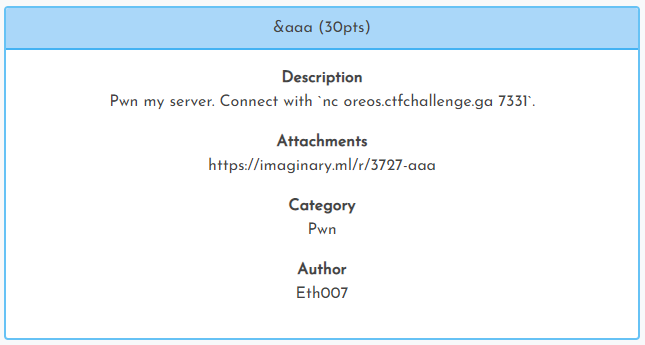 &aaa (30pts)
Description
Pwn my server. Connect with `nc oreos.ctfchallenge.ga 7331`.
Attachments
https://imaginary.ml/r/3727-aaa
Category
Pwn
Author
Eth007